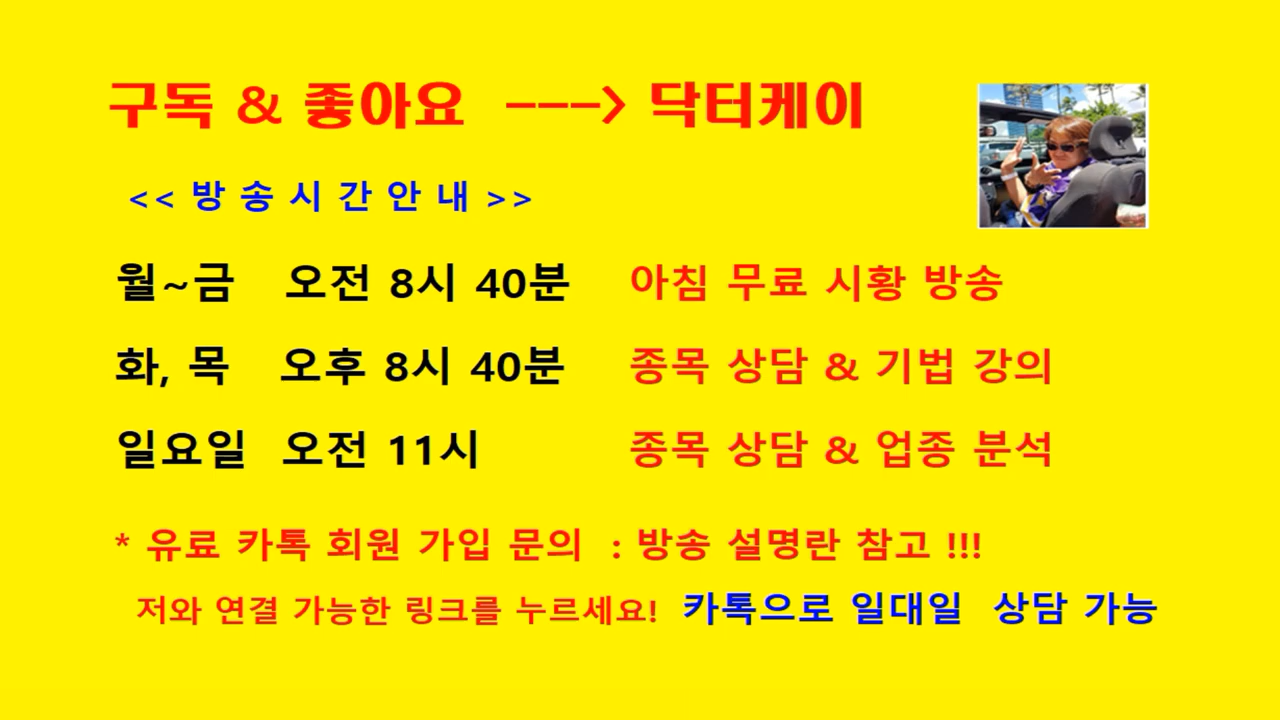 구독 & 좋아요 ---> 닥터케이
<< 방 송 시 간 안 내 >>
월~금 오전 8시 40분 아침 무료 시황 방송
화, 목 오후 8시 40분 종목 상담 & 기법 강의
일요일 오전 11시 종목 상담 & 업종 분석
* 유료 카톡 회원 가입 문의 : 방송 설명란 참고 !!!
저와 연결 가능한 링크를 누르세요! 카톡으로 일대일 상담 가능